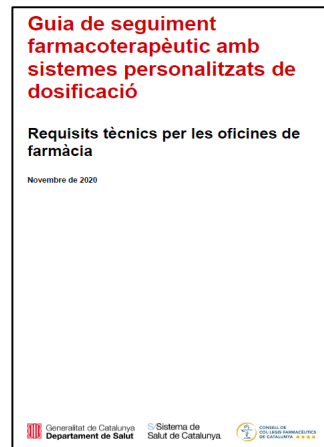 Guia de seguiment
farmacoterapèutic amb
sistemes personalitzats de
dosificació
Requisits tècnics per les oficines de
farmàcia
Novembre de 2020
Generalitat de Catalunya
Departament de Salut
Sistema de
Salut de Catalunya
CONSELL DE
COL·LEGIS FARMACÈUTICS
DE CATALUNYA